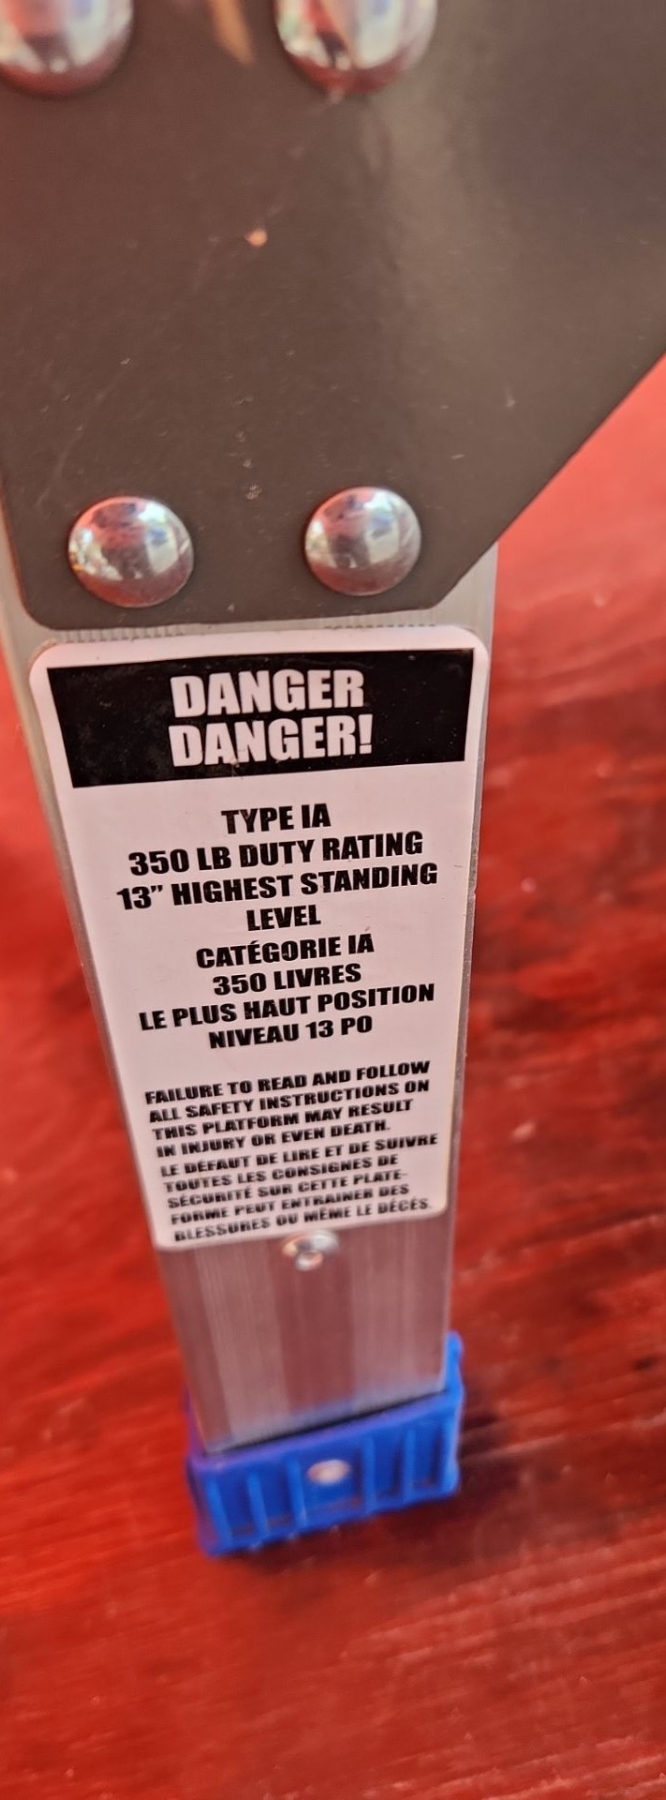 DANGER
DANGER!
TYPE IA
350 LB DUTY RATING
13” HIGHEST STANDING
LEVEL
CATÉGORIE IA
350 LIVRES
LE PLUS HAUT POSITION
NIVEAU 13 PO
FAILURE TO READ AND FOLLOW
ALL SAFETY INSTRUCTIONS ON
THIS PLATFORM MAY RESULT
IN INJURY OR EVEN DEATH.
LE DÉFAUT DE LIRE ET DE SUIVRE
TOUTES LES CONSIGNES DE
SÉCURITÉ SUR CETTE PLATE-
FORME PEUT ENTRAINER DES
BLESSURES OU MÊME LE DÉCÈS.